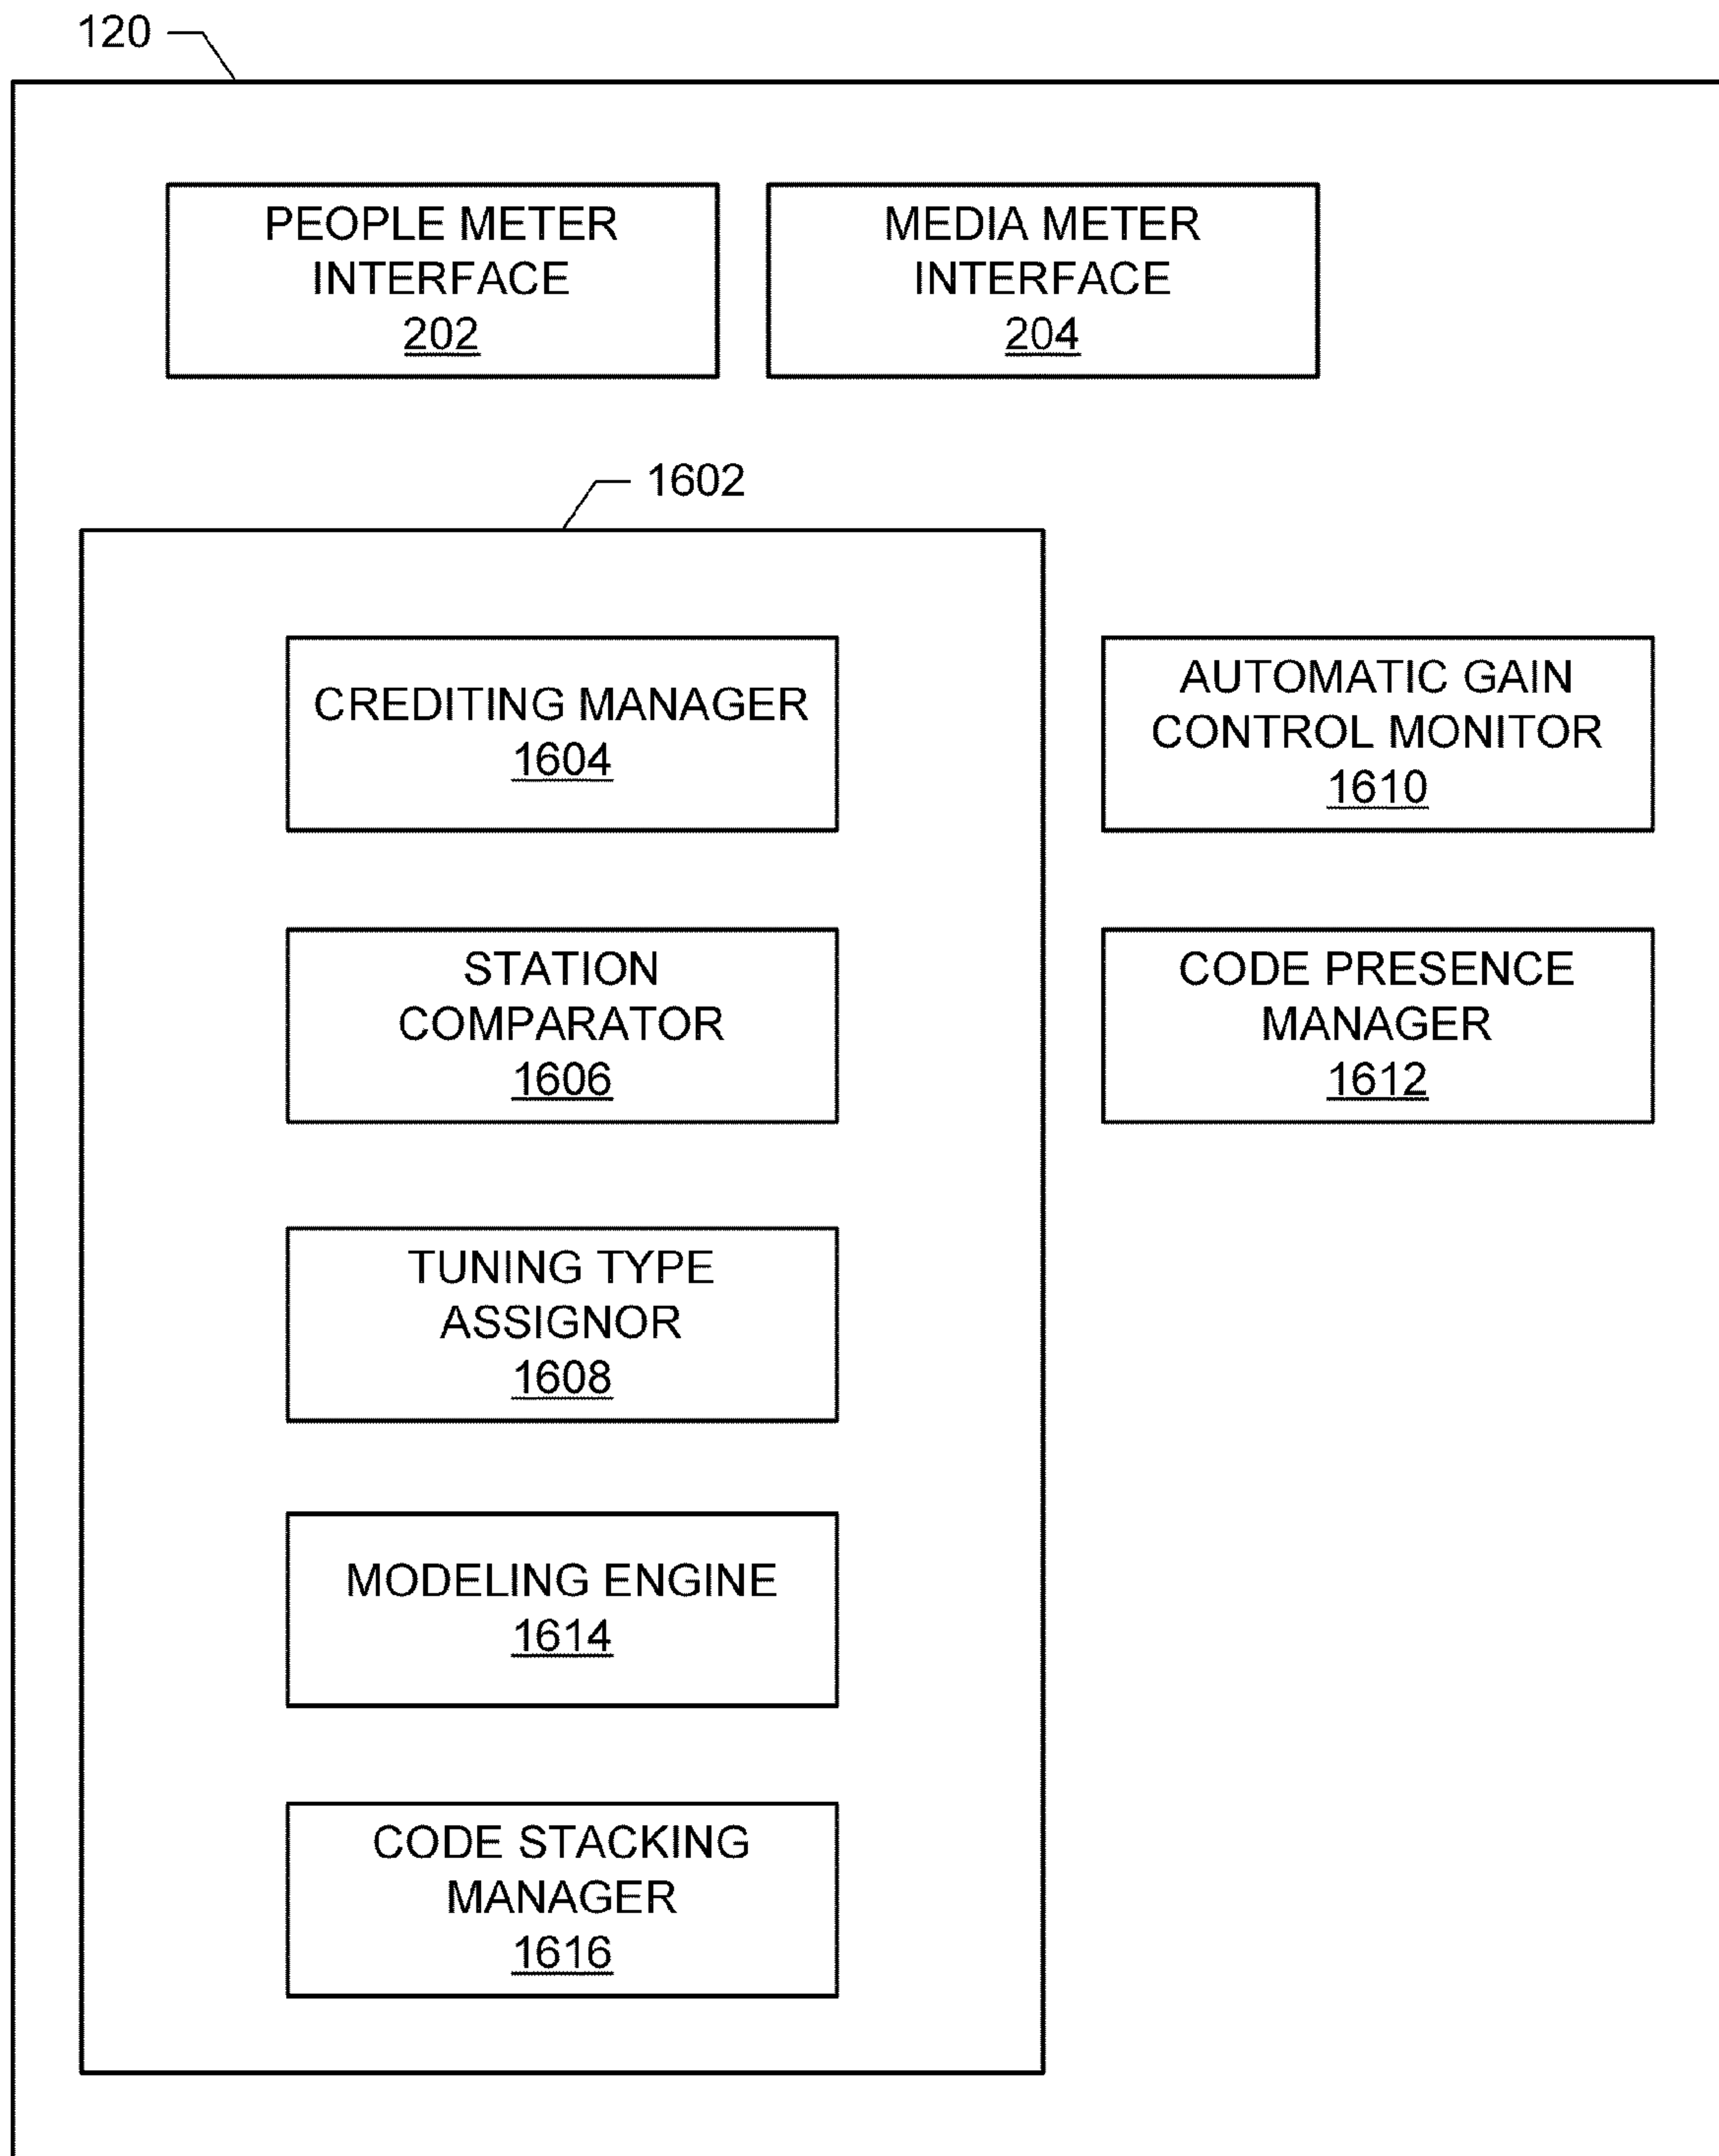 120
PEOPLE METER
INTERFACE
202
MEDIA METER
INTERFACE
204
1602
CREDITING MANAGER
1604
STATION
COMPARATOR
1606
TUNING TYPE
ASSIGNOR
1608
MODELING ENGINE
1614
CODE STACKING
MANAGER
1616
AUTOMATIC GAIN
CONTROL MONITOR
1610
CODE PRESENCE
MANAGER
1612